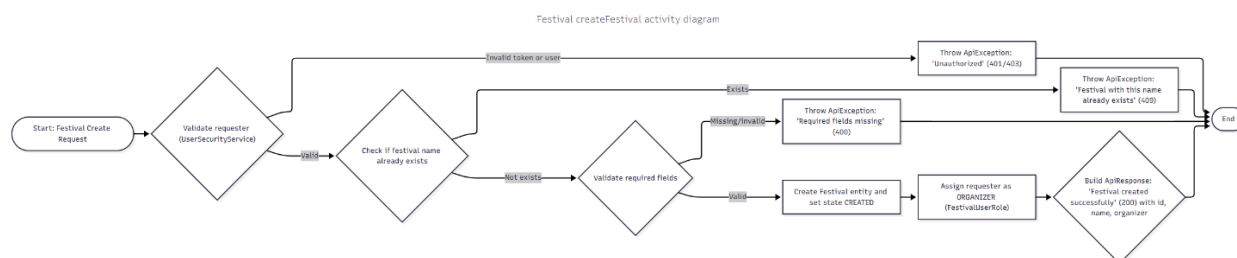 Festival createFestival activity diagram
Invalid token or user
Throw ApiException:
'Unauthorized' (401/403)
Exists
Throw ApiException:
'Festival with this name
already exists' (409)
Start: Festival Create
Request
Validate requester
(UserSecurityService)
Missing/invalid
Throw ApiException:
'Required fields missing'
(400)
End
Valid
Check if festival name
already exists
Not exists
Validate required fields
Valid
Create Festival entity and
set state CREATED
Assign requester as
ORGANIZER
(FestivalUserRole)
Build ApiResponse:
'Festival created
successfully' (200) with id,
name, organizer